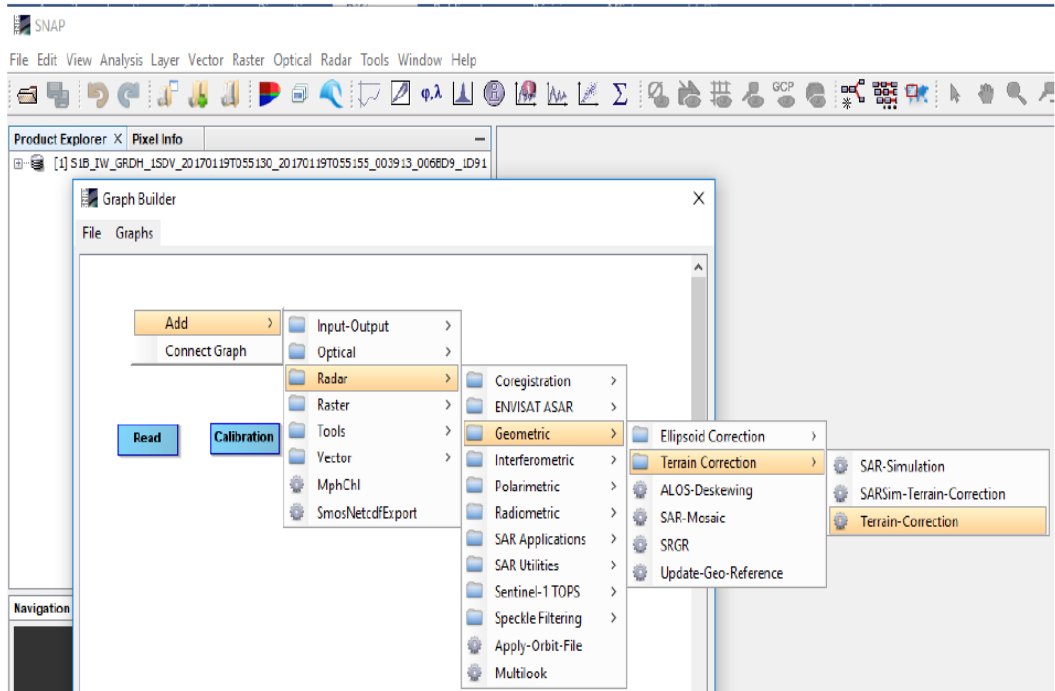 SNAP
File Edit View Analysis Layer Vector Raster Optical Radar Tools Window Help
φ,λ Σ GCP
Product Explorer X Pixel Info
[1] S1B_IW_GRDH_1SDV_20170119T055130_20170119T055155_003913_006BD9_1D91
Graph Builder X
File Graphs
Add >
Connect Graph
Read
Calibration
Input-Output >
Optical >
Radar >
Raster >
Tools >
Vector >
MphChl
SmosNetcdfExport
Coregistration >
ENVISAT ASAR >
Geometric >
Interferometric >
Polarimetric >
Radiometric >
SAR Applications >
SAR Utilities >
Sentinel-1 TOPS >
Speckle Filtering >
Apply-Orbit-File
Multilook
Ellipsoid Correction >
Terrain Correction >
ALOS-Deskewing
SAR-Mosaic
SRGR
Update-Geo-Reference
SAR-Simulation
SARSim-Terrain-Correction
Terrain-Correction
Navigation